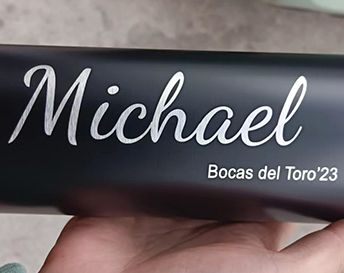 Michael
Bocas del Toro'23